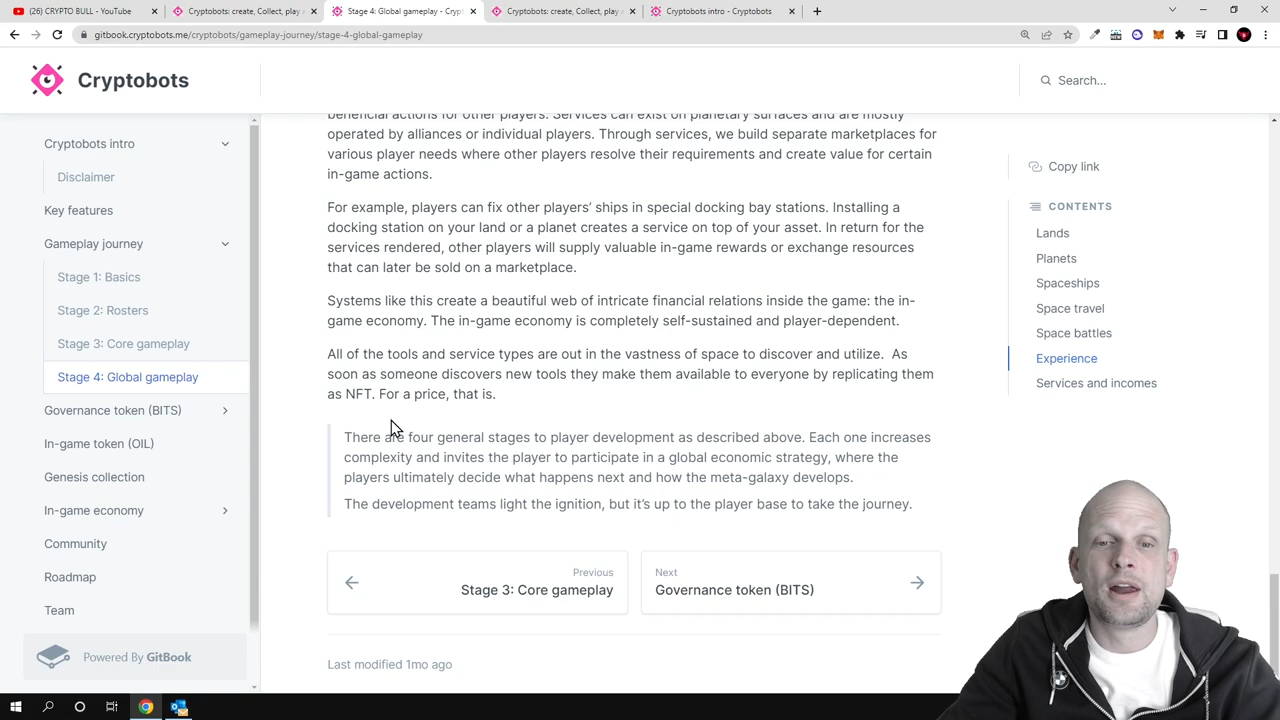 (26) CRYPTO BULL - YouTube
Cryptobots: create, Collect, play a
Stage 4: Global gameplay - Crypt
Cryptobots: create, Collect, play a
Cryptobots intro - Cryptobots
gitbook.cryptobots.me/cryptobots/gameplay-journey/stage-4-global-gameplay
Cryptobots
Search...
Cryptobots intro
Disclaimer
Key features
Gameplay journey
Stage 1: Basics
Stage 2: Rosters
Stage 3: Core gameplay
Stage 4: Global gameplay
Governance token (BITS)
In-game token (OIL)
Genesis collection
In-game economy
Community
Roadmap
Team
Powered By GitBook
beneficial actions for other players. Services can exist on planetary surfaces and are mostly
operated by alliances or individual players. Through services, we build separate marketplaces for
various player needs where other players resolve their requirements and create value for certain
in-game actions.
For example, players can fix other players’ ships in special docking bay stations. Installing a
docking station on your land or a planet creates a service on top of your asset. In return for the
services rendered, other players will supply valuable in-game rewards or exchange resources
that can later be sold on a marketplace.
Systems like this create a beautiful web of intricate financial relations inside the game: the in-
game economy. The in-game economy is completely self-sustained and player-dependent.
All of the tools and service types are out in the vastness of space to discover and utilize. As
soon as someone discovers new tools they make them available to everyone by replicating them
as NFT. For a price, that is.
There are four general stages to player development as described above. Each one increases
complexity and invites the player to participate in a global economic strategy, where the
players ultimately decide what happens next and how the meta-galaxy develops.
The development teams light the ignition, but it’s up to the player base to take the journey.
Previous
Stage 3: Core gameplay
Next
Governance token (BITS)
Last modified 1mo ago
Copy link
CONTENTS
Lands
Planets
Spaceships
Space travel
Space battles
Experience
Services and incomes